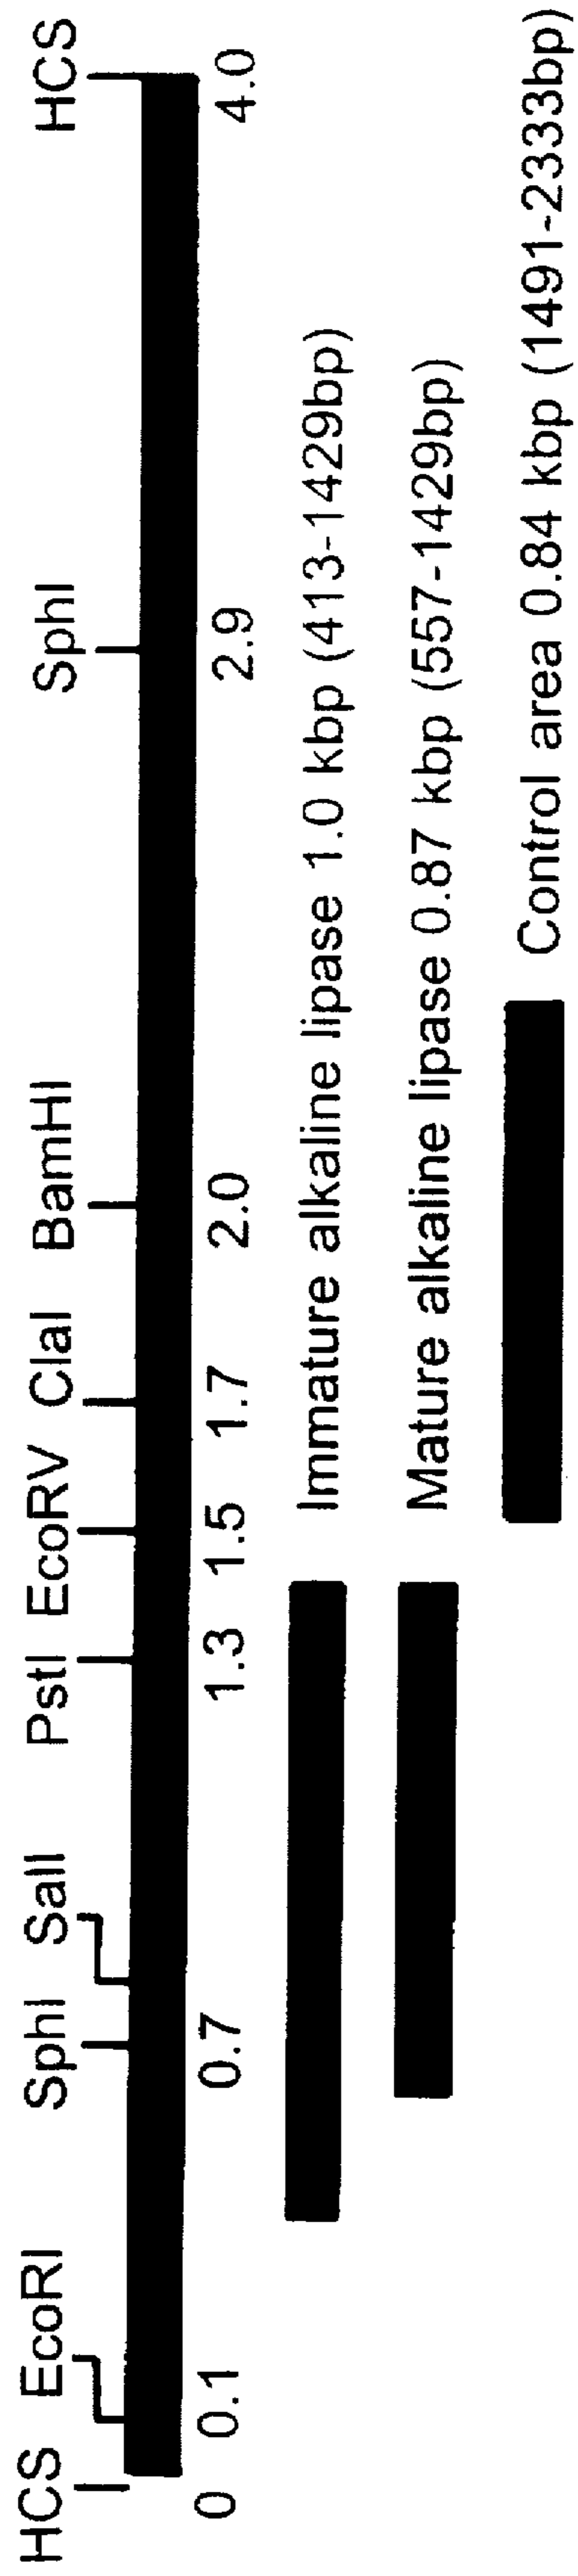 HCS EcoRI SphI SalI PstI EcoRV ClaI BamHI SphI HCS
0 0.1 0.7 1.3 1.5 1.7 2.0 2.9 4.0
Immature alkaline lipase 1.0 kbp (413-1429bp)
Mature alkaline lipase 0.87 kbp (557-1429bp)
Control area 0.84 kbp (1491-2333bp)